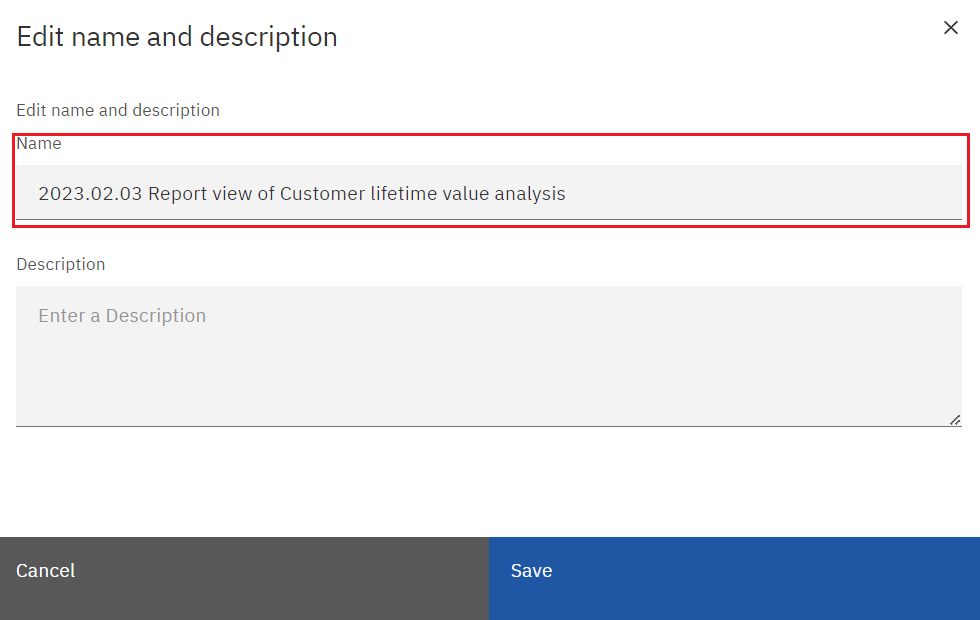 Edit name and description
Edit name and description
Name
2023.02.03 Report view of Customer lifetime value analysis
Description
Enter a Description
Cancel
Save